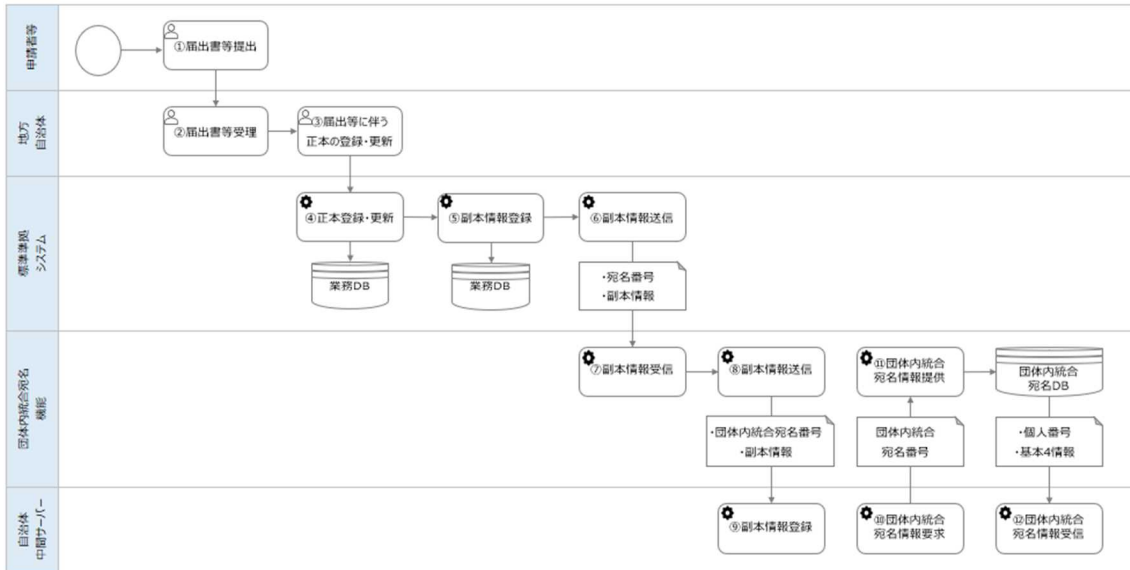 申請者等
①届出書等提出
地方
自治体
②届出書等受理
③届出等に伴う
正本の登録・更新
標準準拠
システム
④正本登録・更新
⑤副本情報登録
⑥副本情報送信
業務DB
業務DB
・宛名番号
・副本情報
団体内統合宛名
機能
⑦副本情報受信
⑧副本情報送信
⑪団体内統合
宛名情報提供
団体内統合
宛名DB
・団体内統合宛名番号
・副本情報
団体内統合
宛名番号
・個人番号
・基本4情報
自治体
中間サーバー
⑨副本情報登録
⑩団体内統合
宛名情報要求
⑫団体内統合
宛名情報受信